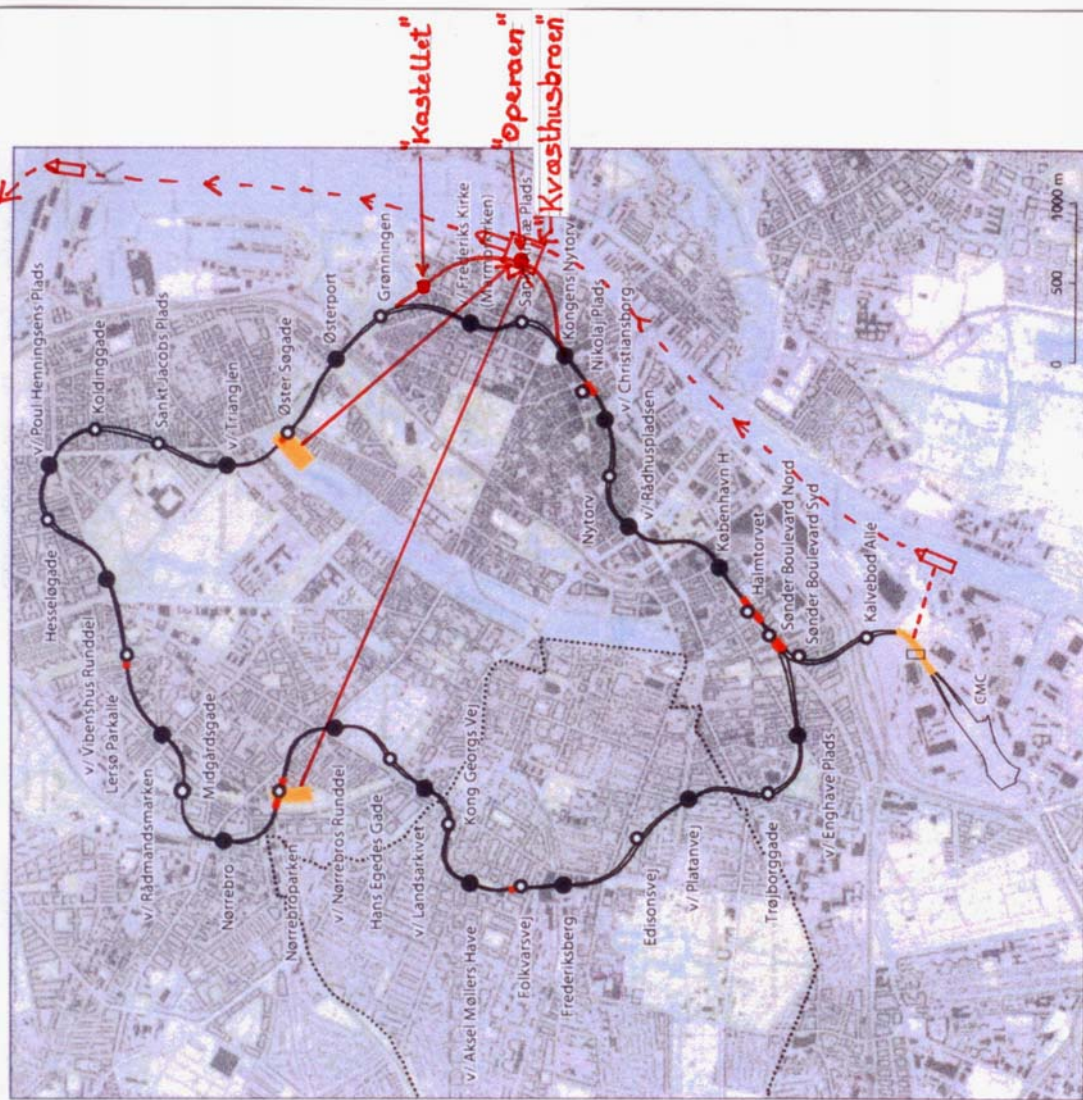 "Kastellet"
"Operaen"
"Kvæsthusbroen"
v/ Poul Henningsens Plads
Koldinggade
Sankt Jacobs Plads
v/ Trianglen
Øster Søgade
Østerport
Grønningen
v/ Frederiks Kirke
(Marmorkirken)
Plads
Kongens Nytorv
Nikolaj Plads
v/ Christiansborg
Nytorv
v/ Rådhuspladsen
København H
Halmtorvet
Sønder Boulevard Nord
Sønder Boulevard Syd
Kalvebod Alle
CMC
Hesseløgade
v/ Vibenshus Runddel
Lersø Parkalle
v/ Rådmandsmarken
Midgårdsgade
Nørrebro
Nørrebroparken
v/ Nørrebros Runddel
Hans Egedes Gade
v/ Landsarkivet
Kong Georgs Vej
v/ Aksel Møllers Have
Folkvarsvej
Frederiksberg
Edisonsvej
v/ Platanvej
Trøjborggade
v/ Enghave Plads
0 500 1000 m